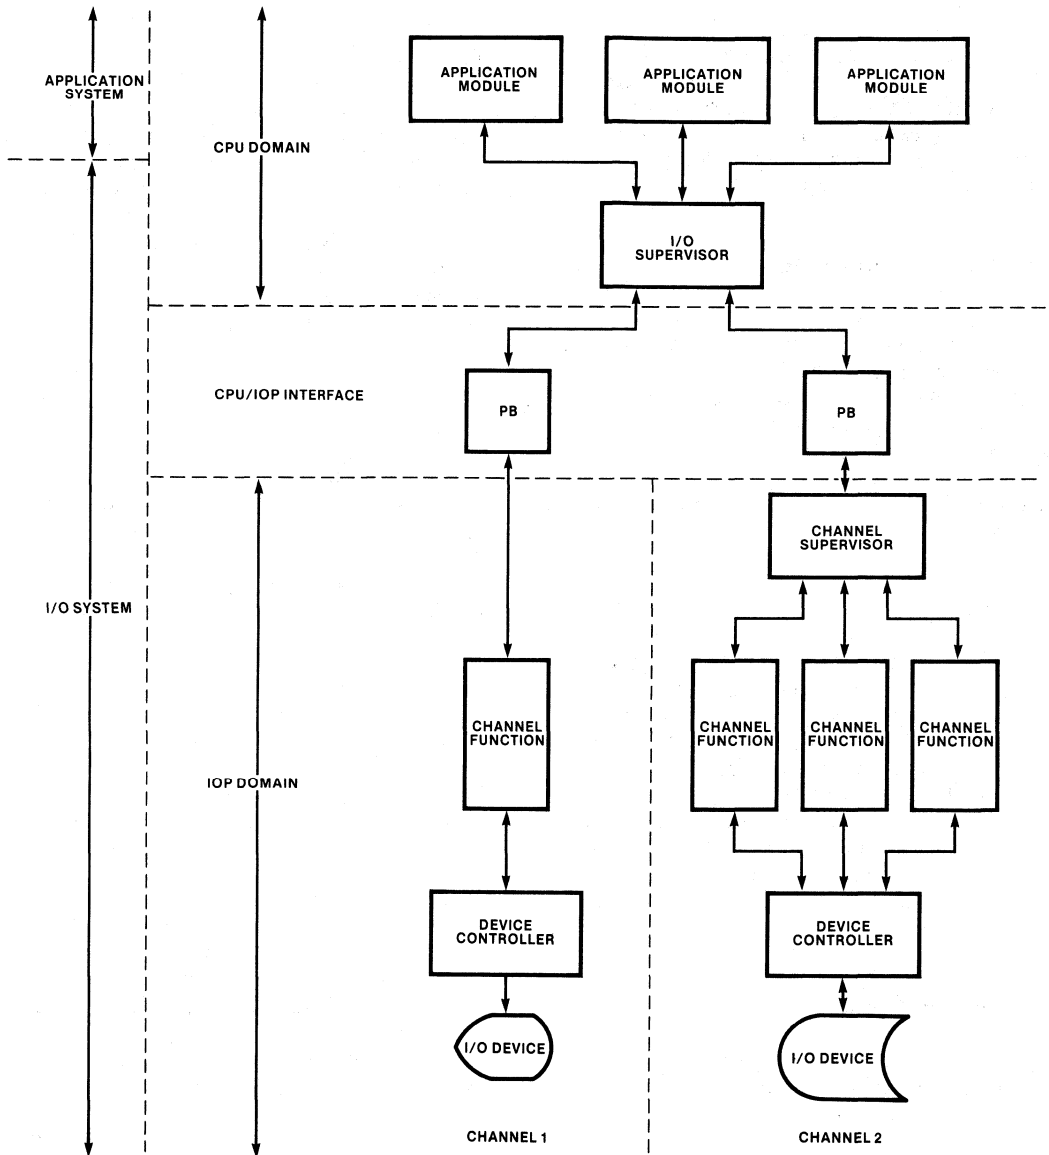 APPLICATION
SYSTEM
CPU DOMAIN
APPLICATION
MODULE
APPLICATION
MODULE
APPLICATION
MODULE
I/O
SUPERVISOR
CPU/IOP INTERFACE
PB
PB
CHANNEL
SUPERVISOR
I/O SYSTEM
IOP DOMAIN
CHANNEL
FUNCTION
CHANNEL
FUNCTION
CHANNEL
FUNCTION
CHANNEL
FUNCTION
DEVICE
CONTROLLER
DEVICE
CONTROLLER
I/O DEVICE
I/O DEVICE
CHANNEL 1
CHANNEL 2